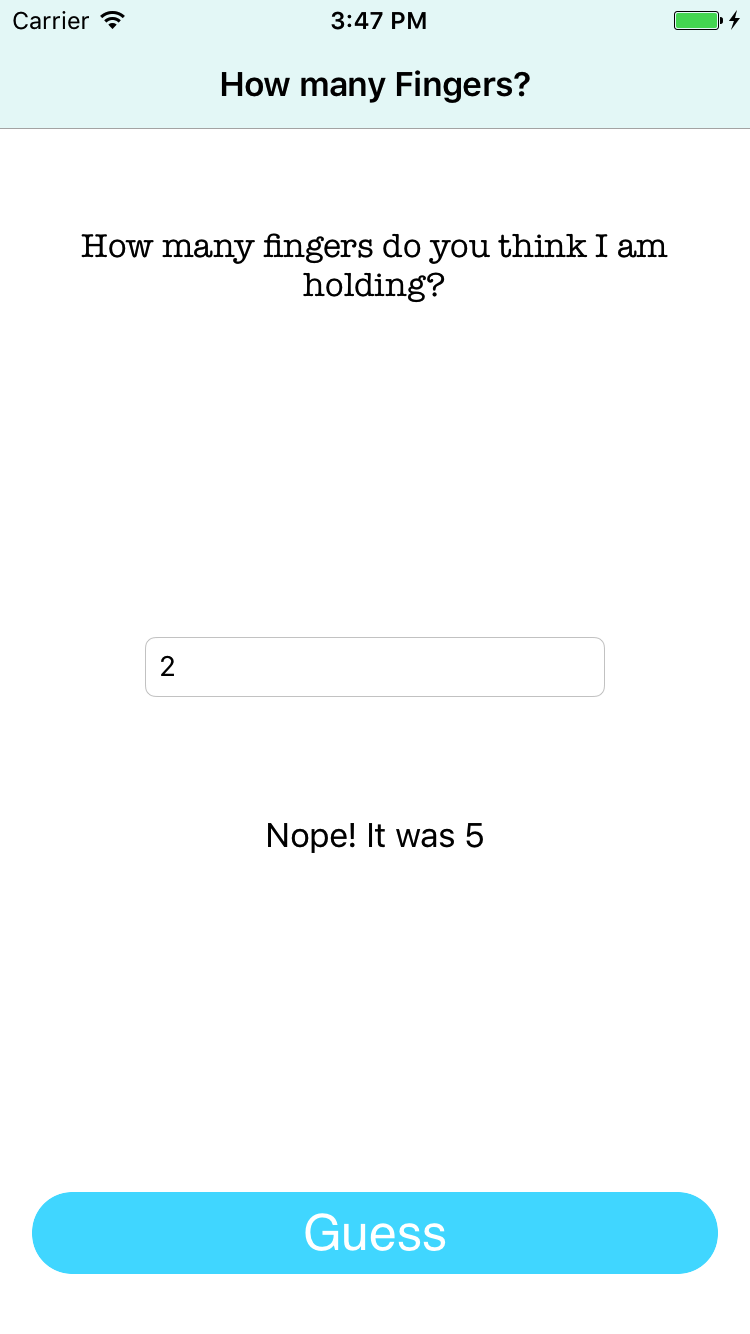 Carrier 3:47 PM
How many Fingers?
How many fingers do you think I am
holding?
2
Nope! It was 5
Guess